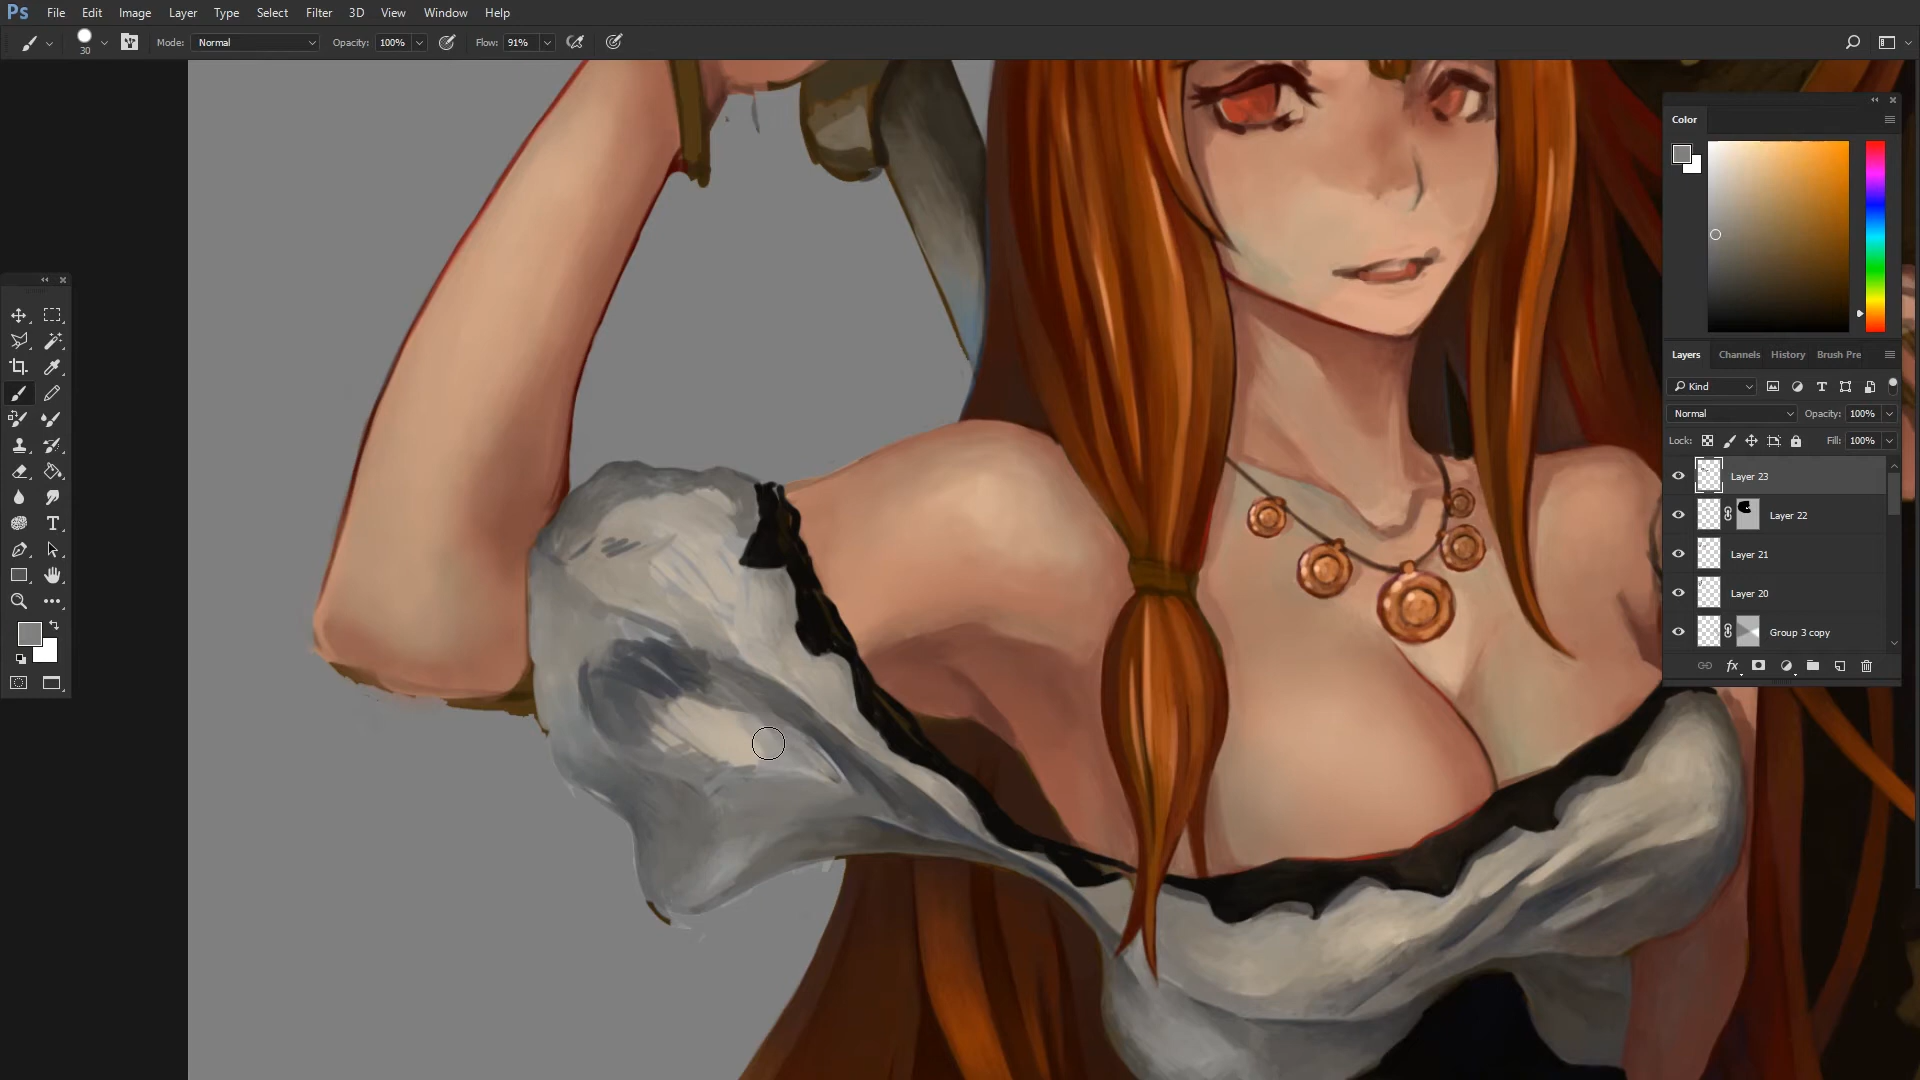 Ps File Edit Image Layer Type Select Filter 3D View Window Help
30 Mode: Normal Opacity: 100% Flow: 91%
Color
Layers Channels History Brush Pre
Kind
Normal Opacity: 100%
Lock: Fill: 100%
Layer 23
Layer 22
Layer 21
Layer 20
Group 3 copy
fx